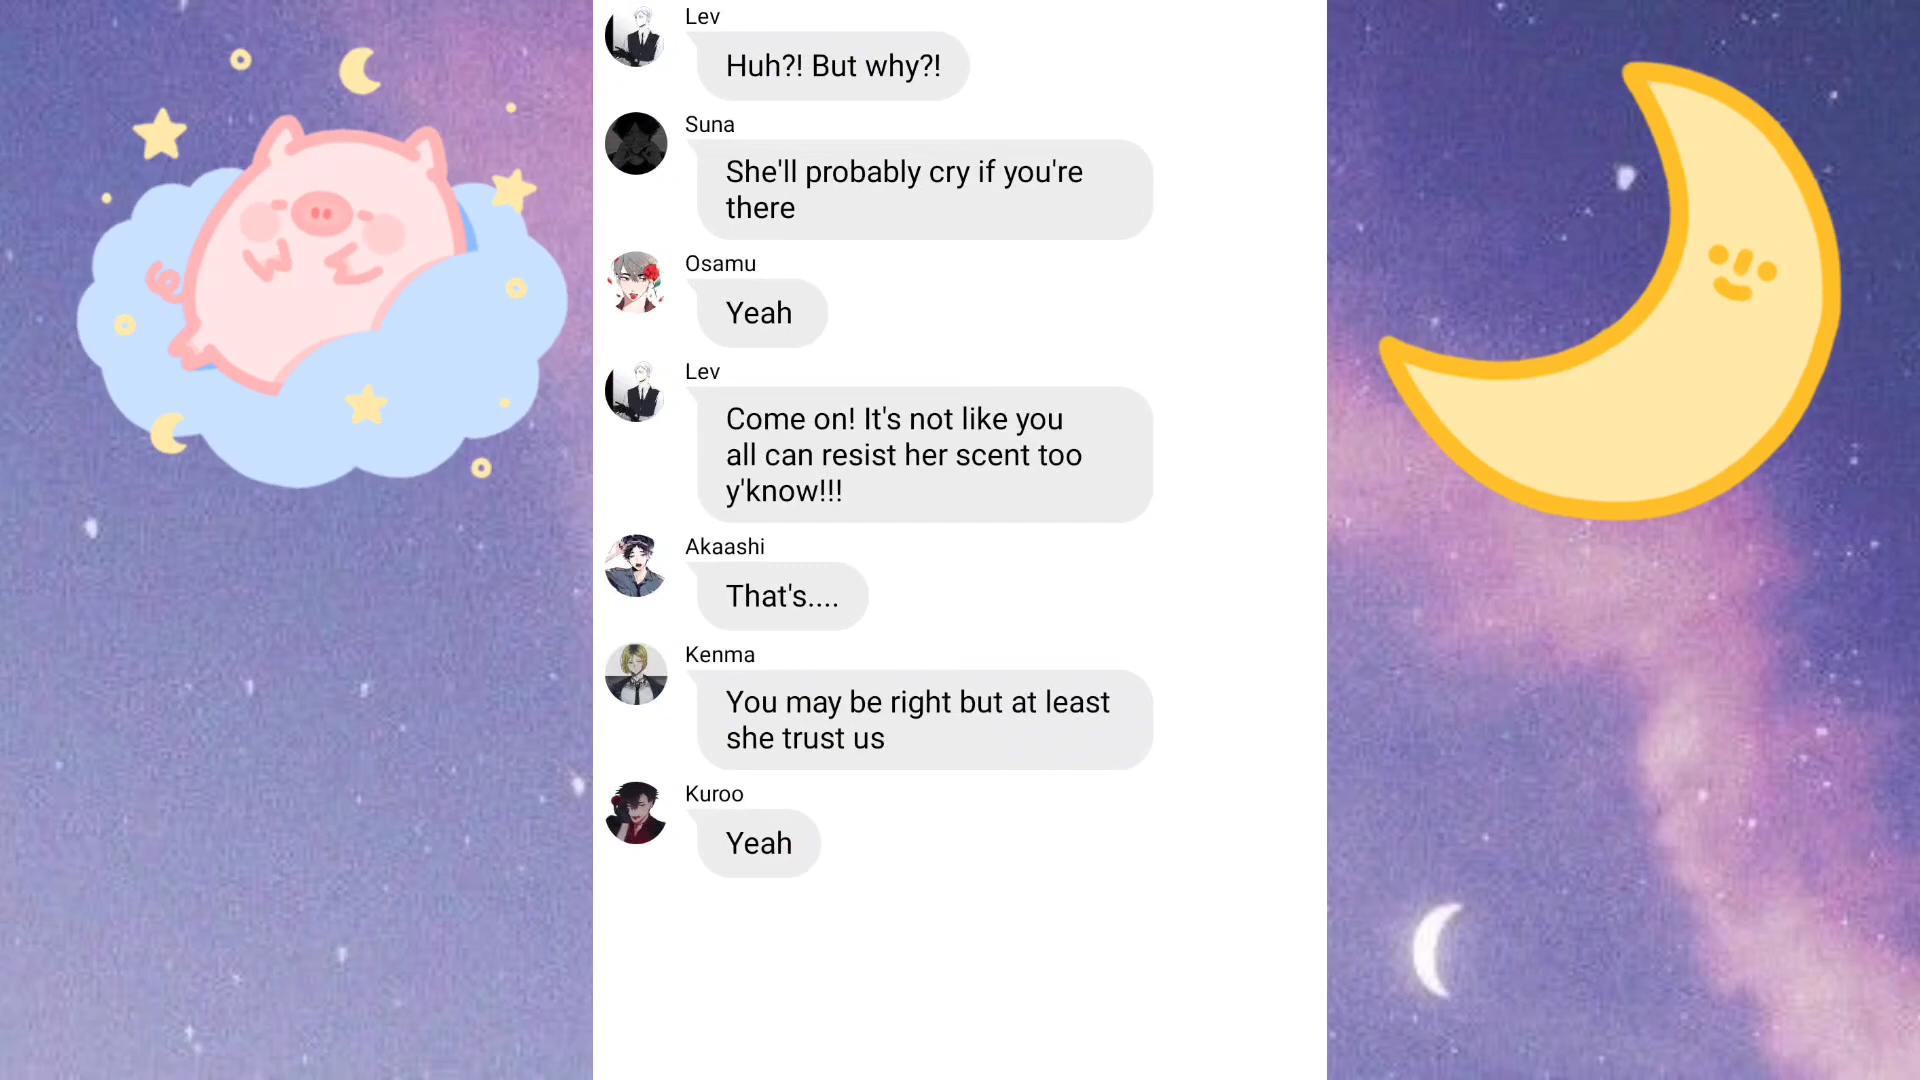 Lev
Huh?! But why?!
Suna
She'll probably cry if you're
there
Osamu
Yeah
Lev
Come on! It's not like you
all can resist her scent too
y'know!!!
Akaashi
That's....
Kenma
You may be right but at least
she trust us
Kuroo
Yeah